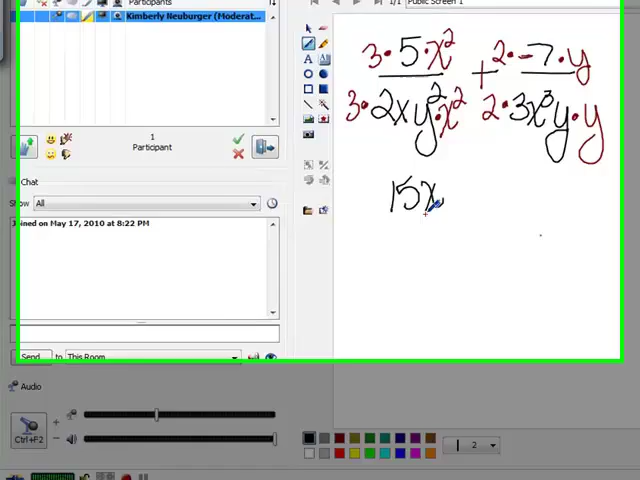 Participants
Kimberly Neuburger (Moderat...
1
Participant
Chat
Show All
Joined on May 17, 2010 at 8:22 PM
Send
This Room
Audio
Ctrl+F2
1/1 Public Screen 1
3 · 5 · x² + 2 · -7 · y
3 · 2xy² · x² 2 · 3x³y · y
15x
A
A
2